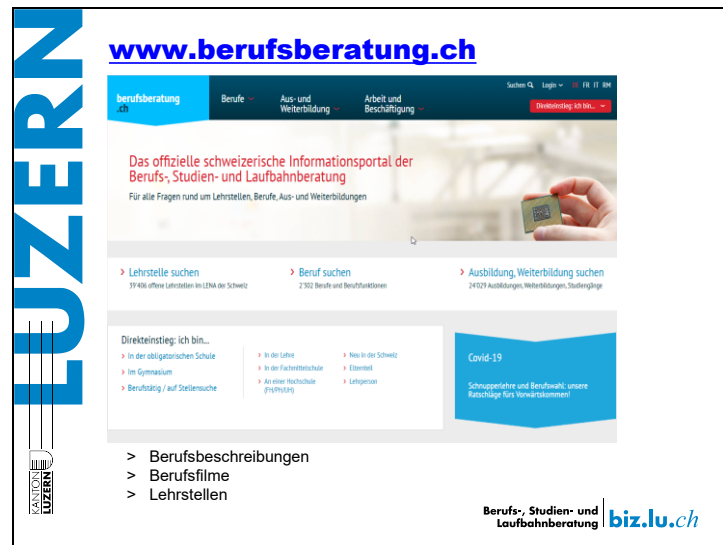 www.berufsberatung.ch
LUZERN
Suchen Login DE FR IT RM
berufsberatung
.ch
Berufe
Aus- und
Weiterbildung
Arbeit und
Beschäftigung
Direkteinstieg: ich bin...
Das offizielle schweizerische Informationsportal der
Berufs-, Studien- und Laufbahnberatung
Für alle Fragen rund um Lehrstellen, Berufe, Aus- und Weiterbildungen
> Lehrstelle suchen
39'406 offene Lehrstellen im LENA der Schweiz
> Beruf suchen
2'302 Berufe und Berufsfunktionen
> Ausbildung, Weiterbildung suchen
24'029 Ausbildungen, Weiterbildungen, Studiengänge
Direkteinstieg: ich bin...
> In der obligatorischen Schule
> Im Gymnasium
> Berufstätig / auf Stellensuche
> In der Lehre
> In der Fachmittelschule
> An einer Hochschule
(FH/PH/UH)
> Neu in der Schweiz
> Elternteil
> Lehrperson
Covid-19
Schnupperlehre und Berufswahl: unsere
Ratschläge fürs Vorwärtskommen!
> Berufsbeschreibungen
> Berufsfilme
> Lehrstellen
KANTON
LUZERN
Berufs-, Studien- und
Laufbahnberatung
biz.lu.ch